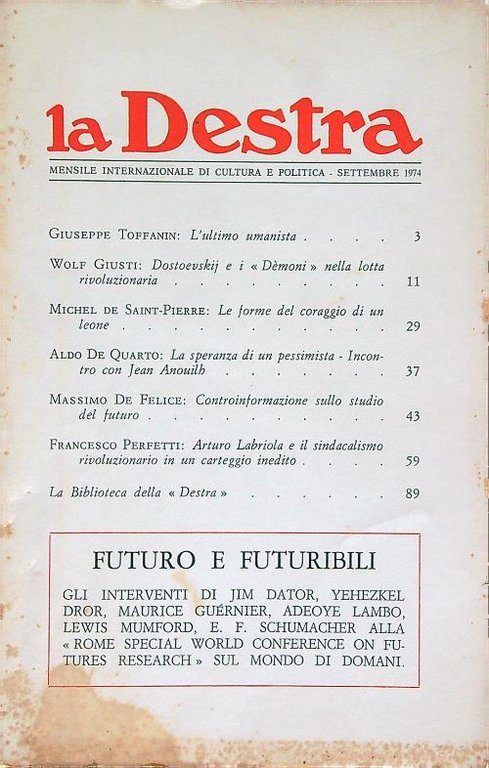 la Destra
MENSILE INTERNAZIONALE DI CULTURA E POLITICA - SETTEMBRE 1974
GIUSEPPE TOFFANIN: L'ultimo umanista . . . . 3
WOLF GIUSTI: Dostoevskij e i « Dèmoni » nella lotta
rivoluzionaria . . . . . . . . . 11
MICHEL DE SAINT-PIERRE: Le forme del coraggio di un
leone . . . . . . . . . . . 29
ALDO DE QUARTO: La speranza di un pessimista - Incon-
tro con Jean Anouilh . . . . . . . 37
MASSIMO DE FELICE: Controinformazione sullo studio
del futuro . . . . . . . . . . 43
FRANCESCO PERFETTI: Arturo Labriola e il sindacalismo
rivoluzionario in un carteggio inedito . . . . 59
La Biblioteca della « Destra » . . . . . . 89
FUTURO E FUTURIBILI
GLI INTERVENTI DI JIM DATOR, YEHEZKEL
DROR, MAURICE GUÉRNIER, ADEOYE LAMBO,
LEWIS MUMFORD, E. F. SCHUMACHER ALLA
« ROME SPECIAL WORLD CONFERENCE ON FU-
TURES RESEARCH » SUL MONDO DI DOMANI.